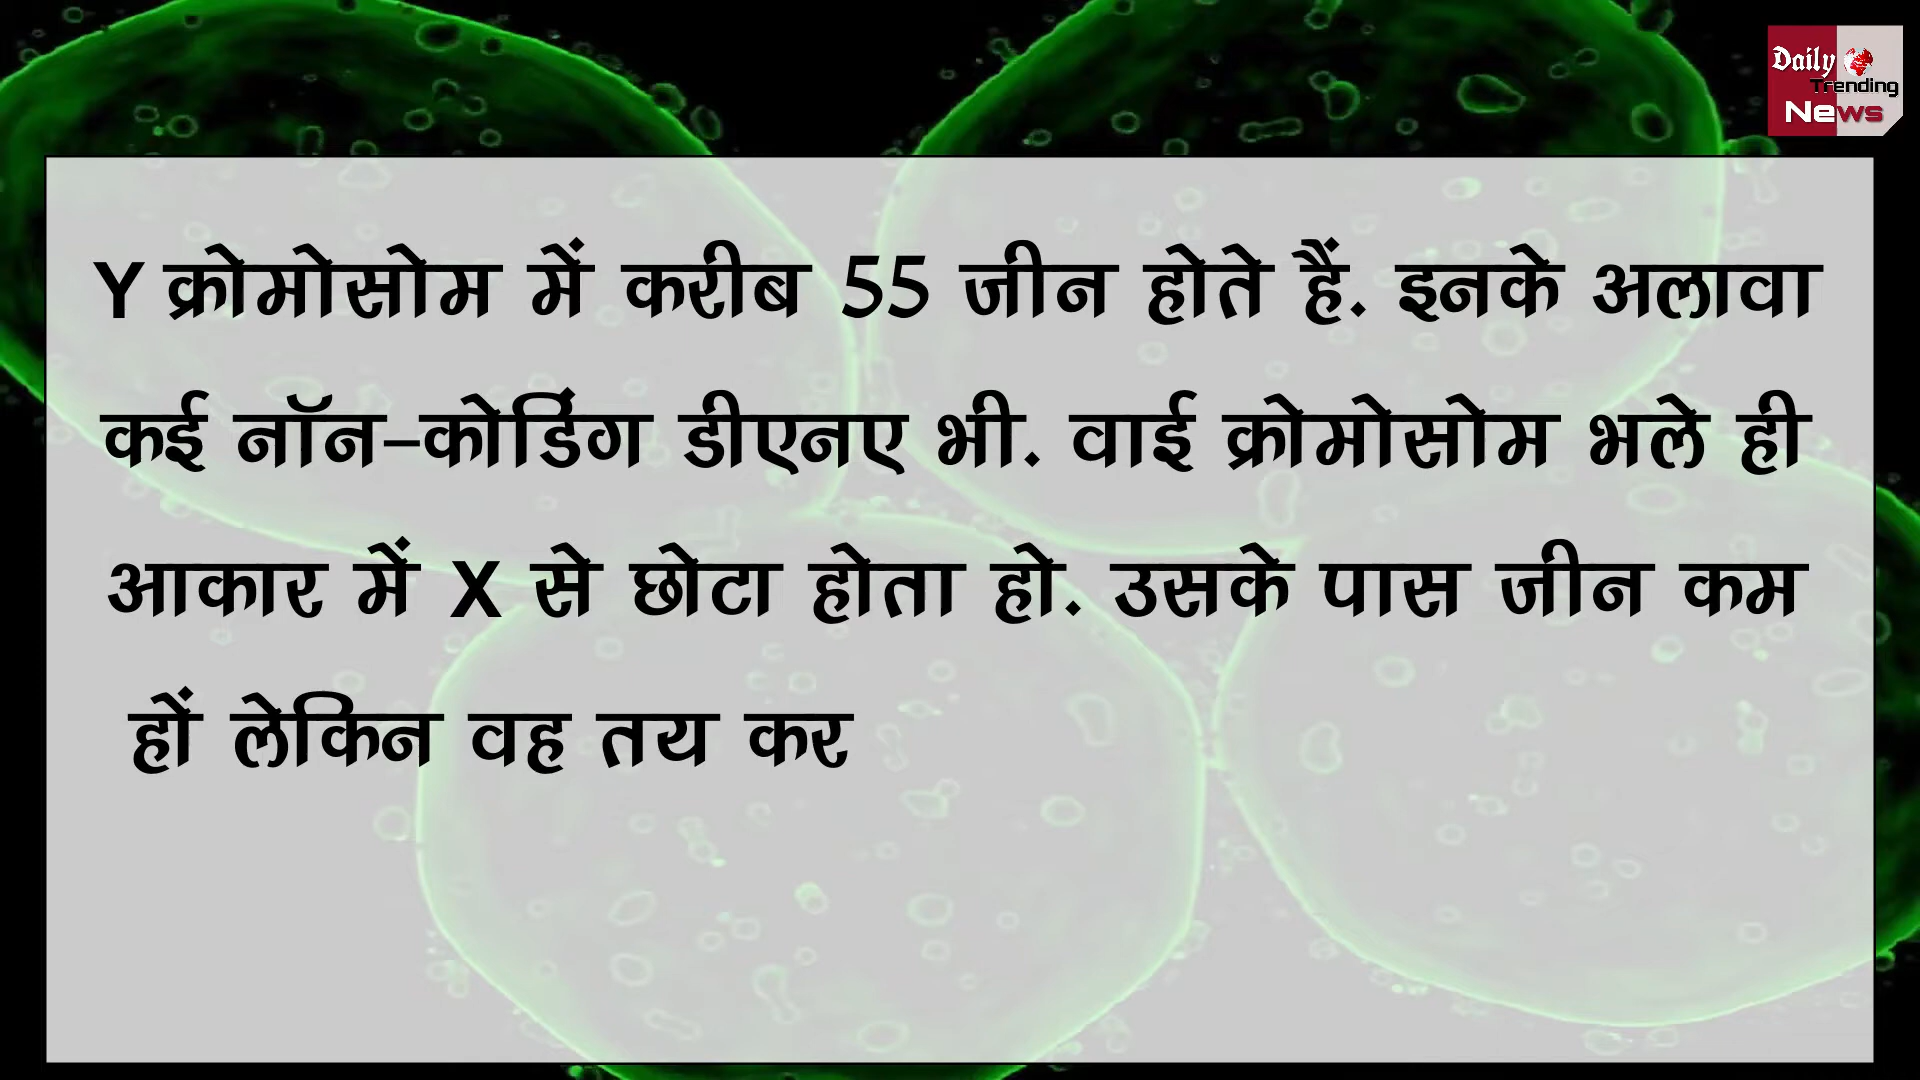 Daily
Trending
News
Y क्रोमोसोम में करीब 55 जीन होते हैं. इनके अलावा
कई नॉन-कोडिंग डीएनए भी. वाई क्रोमोसोम भले ही
आकार में X से छोटा होता हो. उसके पास जीन कम
हों लेकिन वह तय कर